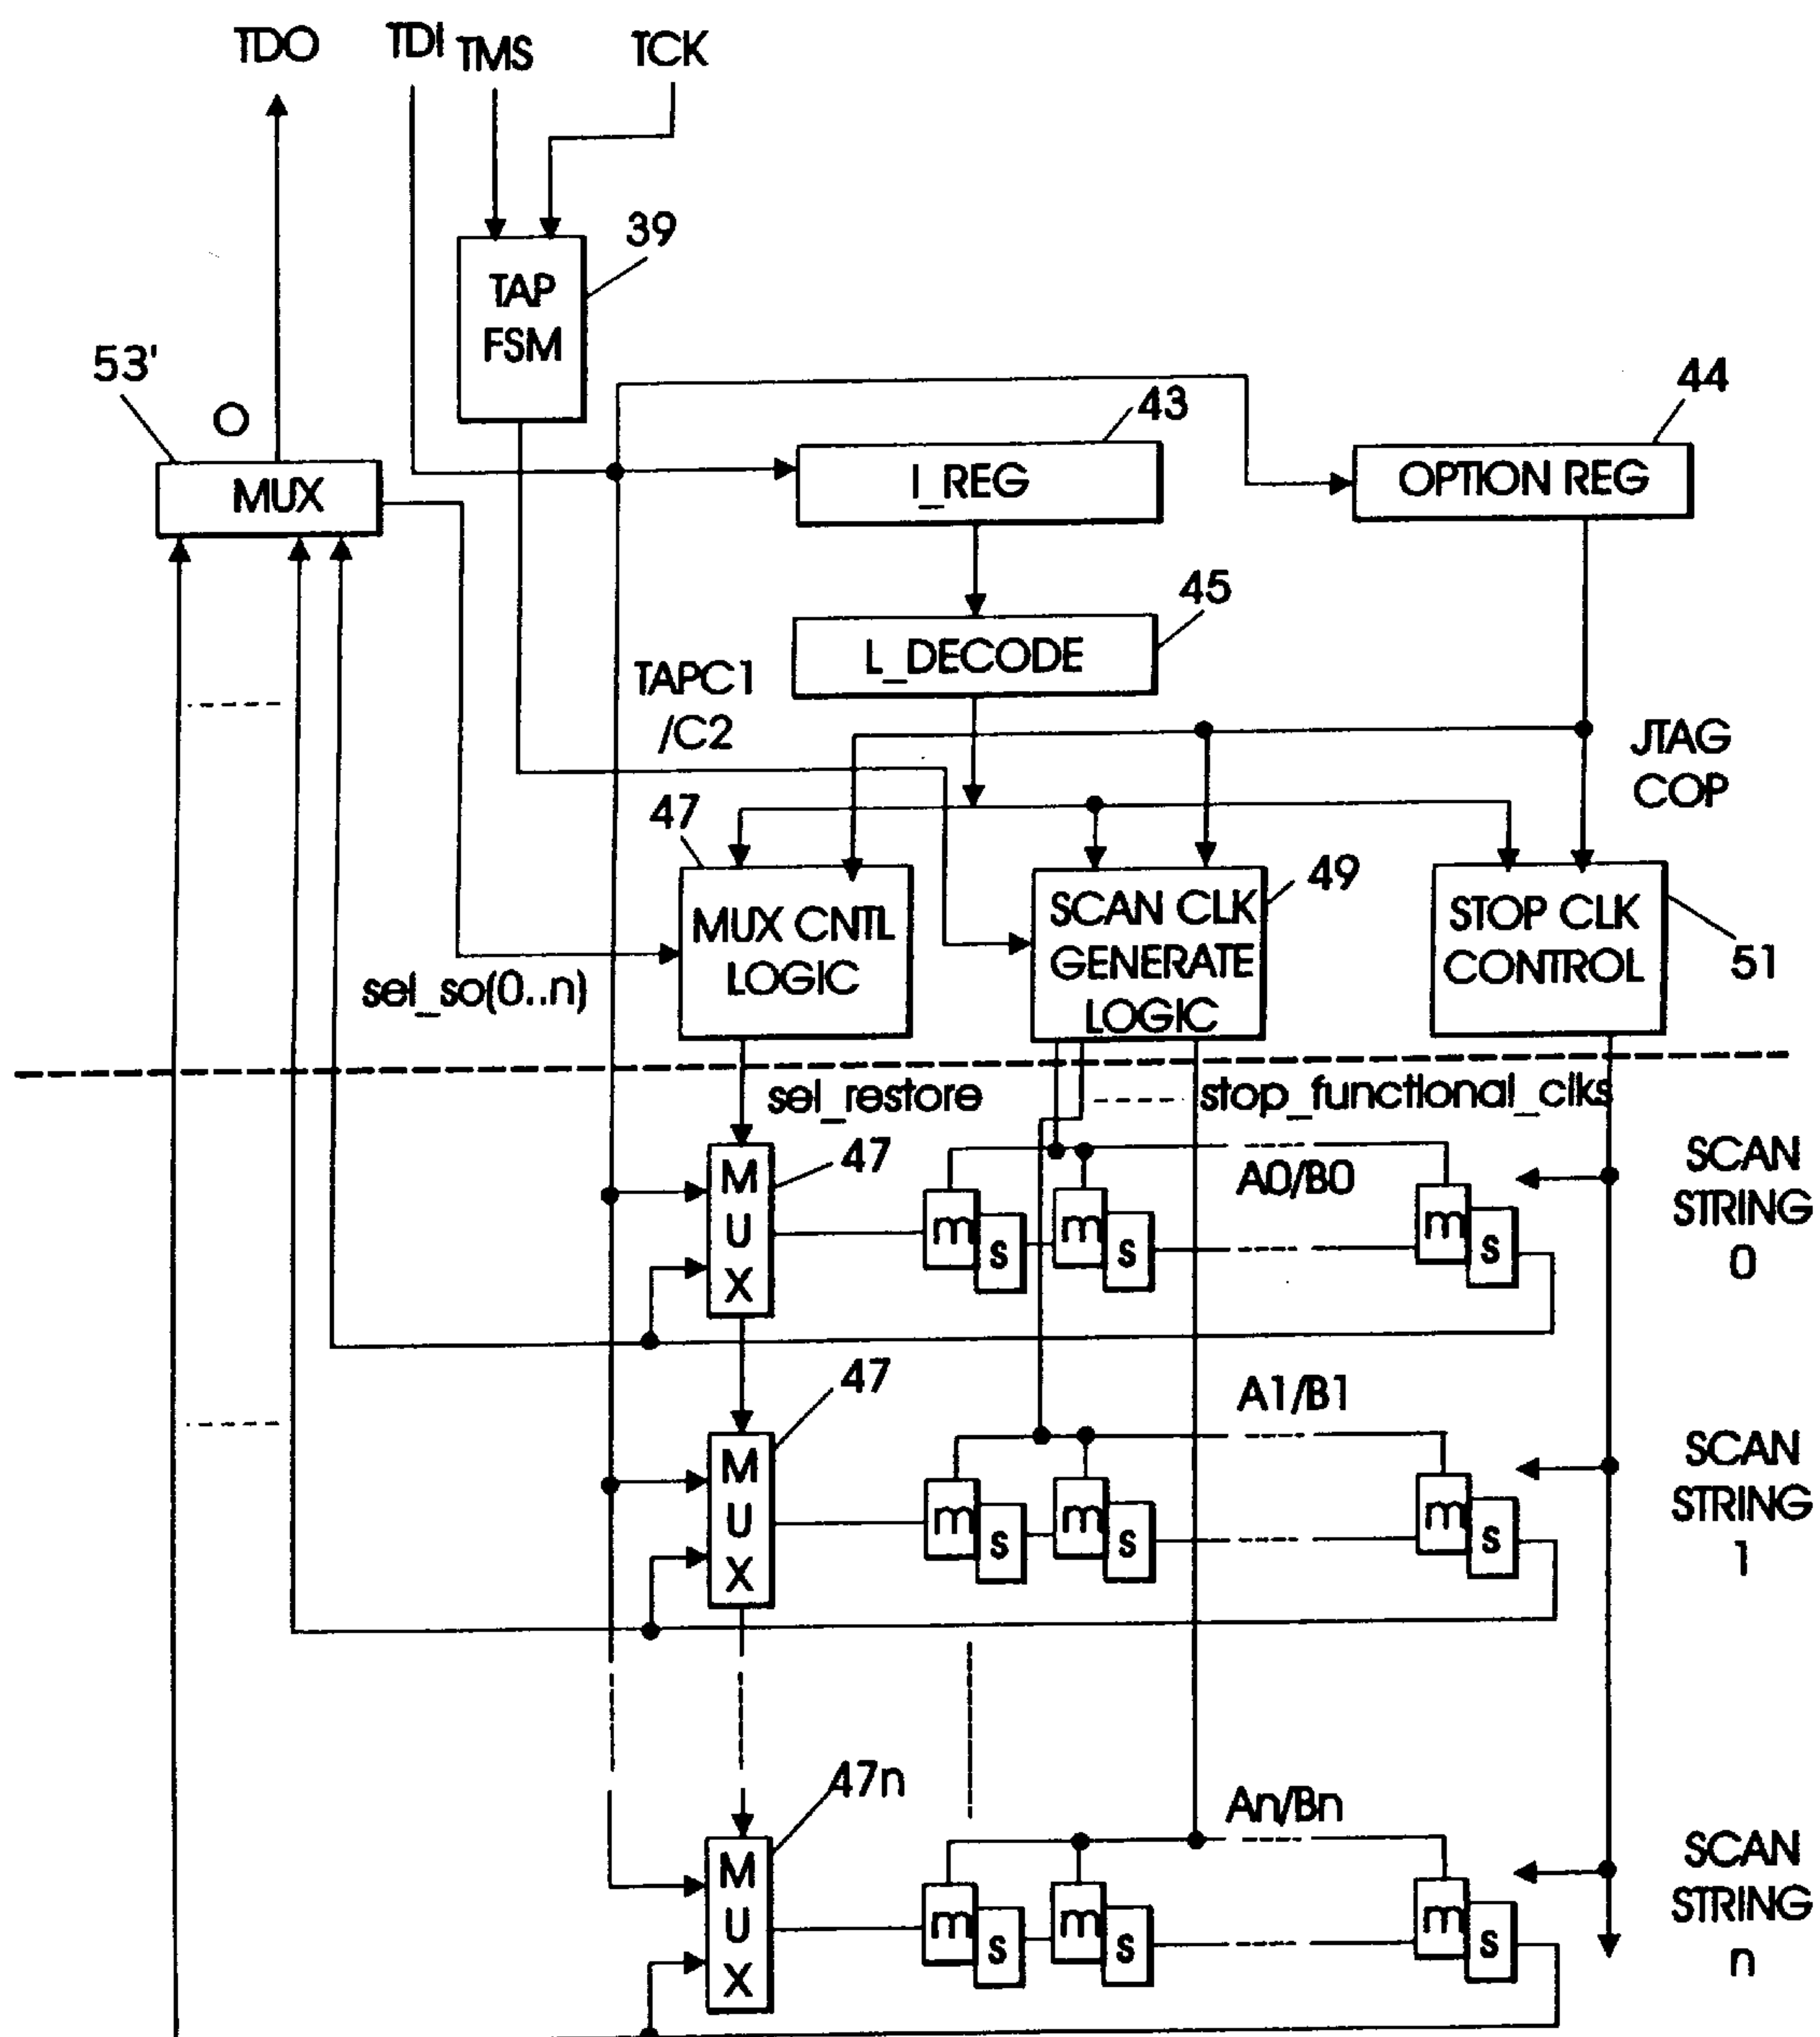 TDO TDI TMS TCK
39
TAP
FSM
53'
O
43
44
MUX
I_REG
OPTION REG
45
L_DECODE
TAPC1
/C2
JTAG
COP
47
49
MUX CNTL
LOGIC
SCAN CLK
GENERATE
LOGIC
STOP CLK
CONTROL
51
sel_so(0..n)
sel_restore
stop_functional_clks
47
M
U
X
m
s
m
s
A0/B0
m
s
SCAN
STRING
0
47
A1/B1
M
U
X
m
s
m
s
m
s
SCAN
STRING
1
47n
An/Bn
M
U
X
m
s
m
s
m
s
SCAN
STRING
n